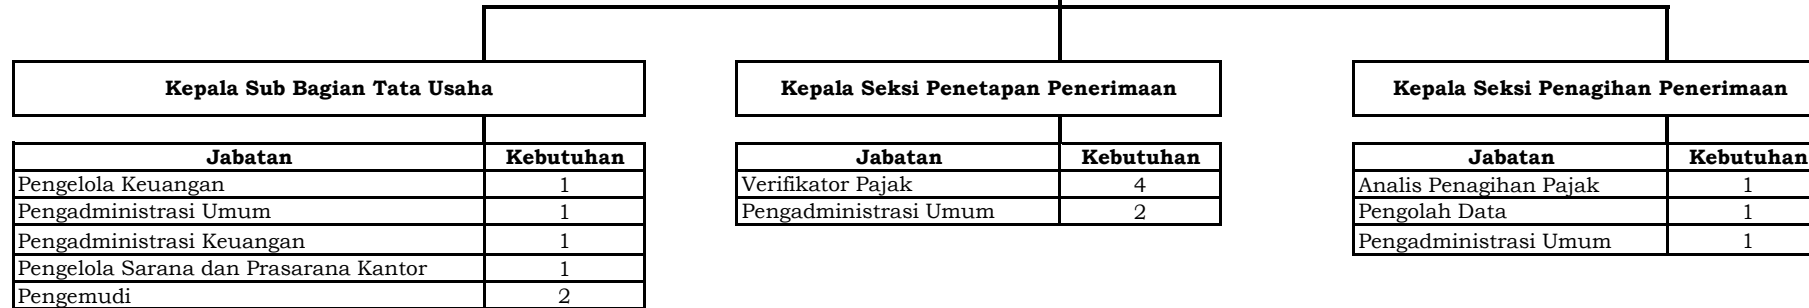 Kepala Sub Bagian Tata Usaha
Jabatan Kebutuhan
Pengelola Keuangan 1
Pengadministrasi Umum 1
Pengadministrasi Keuangan 1
Pengelola Sarana dan Prasarana Kantor 1
Pengemudi 2
Kepala Seksi Penetapan Penerimaan
Jabatan Kebutuhan
Verifikator Pajak 4
Pengadministrasi Umum 2
Kepala Seksi Penagihan Penerimaan
Jabatan Kebutuhan
Analis Penagihan Pajak 1
Pengolah Data 1
Pengadministrasi Umum 1